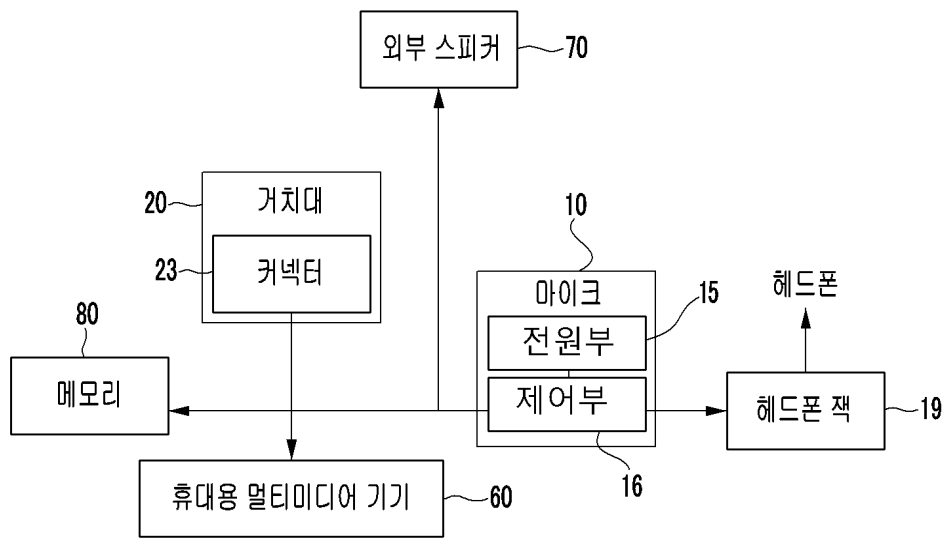 외부 스피커
70
20
거치대
10
23
커넥터
마이크
15
헤드폰
80
전원부
메모리
제어부
헤드폰 잭
19
16
휴대용 멀티미디어 기기
60